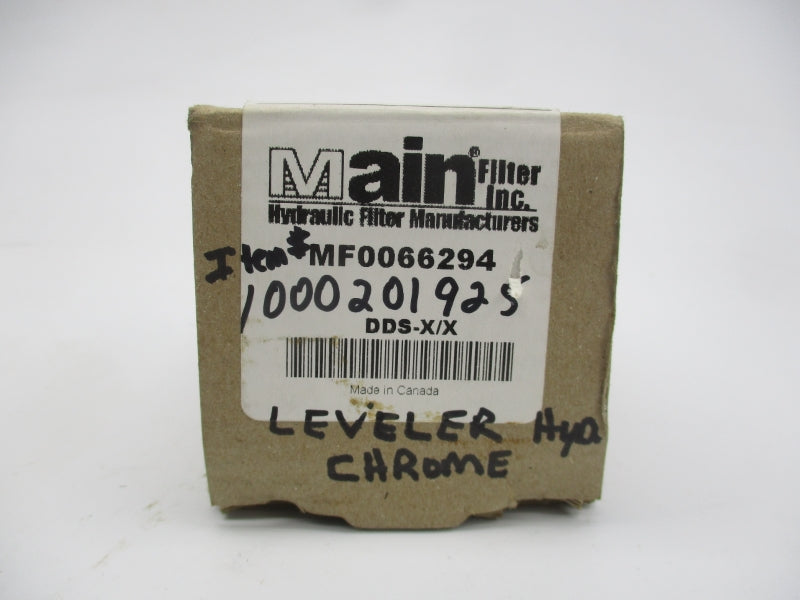 Main® Filter Inc.
Hydraulic Filter Manufacturers
Item# MF0066294
1000201925
DDS-X/X
Made in Canada
LEVELER Hyd
CHROME